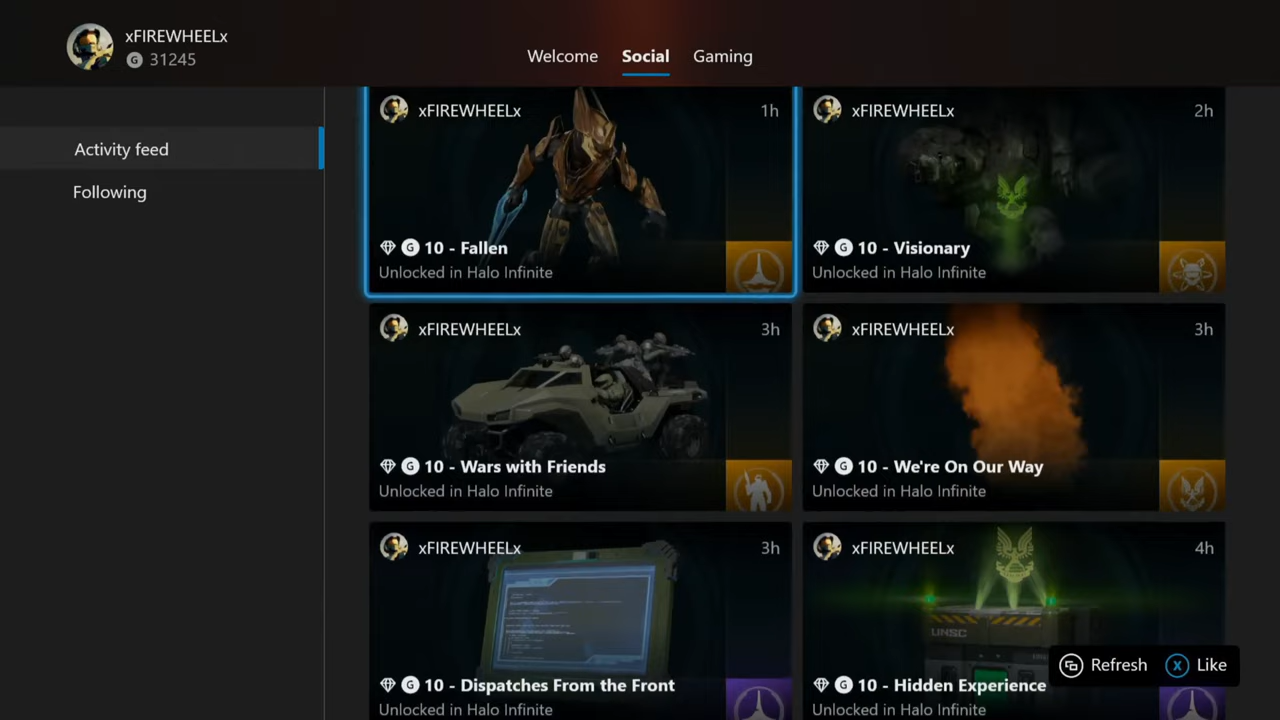 xFIREWHEELx
G 31245
Welcome Social Gaming
Activity feed
Following
xFIREWHEELx 1h
G 10 - Fallen
Unlocked in Halo Infinite
xFIREWHEELx 2h
G 10 - Visionary
Unlocked in Halo Infinite
xFIREWHEELx 3h
G 10 - Wars with Friends
Unlocked in Halo Infinite
xFIREWHEELx 3h
G 10 - We're On Our Way
Unlocked in Halo Infinite
xFIREWHEELx 3h
G 10 - Dispatches From the Front
Unlocked in Halo Infinite
xFIREWHEELx 4h
UNSC
G 10 - Hidden Experience
Unlocked in Halo Infinite
Refresh X Like